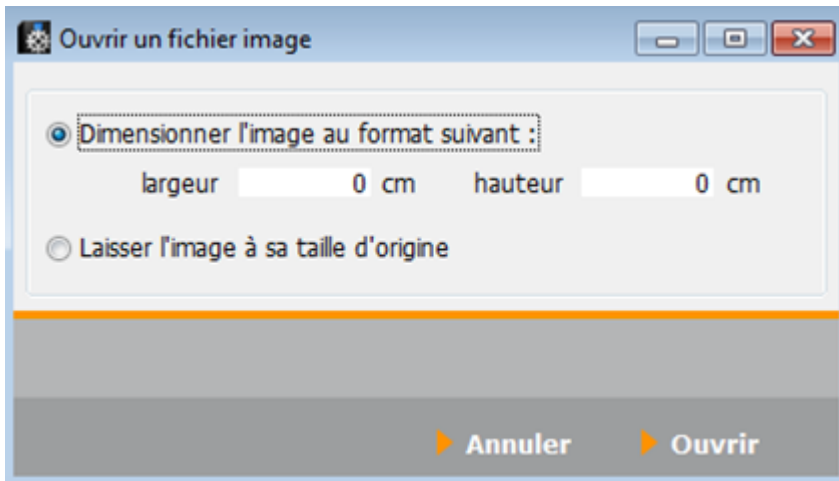 Ouvrir un fichier image
Dimensionner l'image au format suivant :
largeur 0 cm hauteur 0 cm
Laisser l'image à sa taille d'origine
Annuler Ouvrir